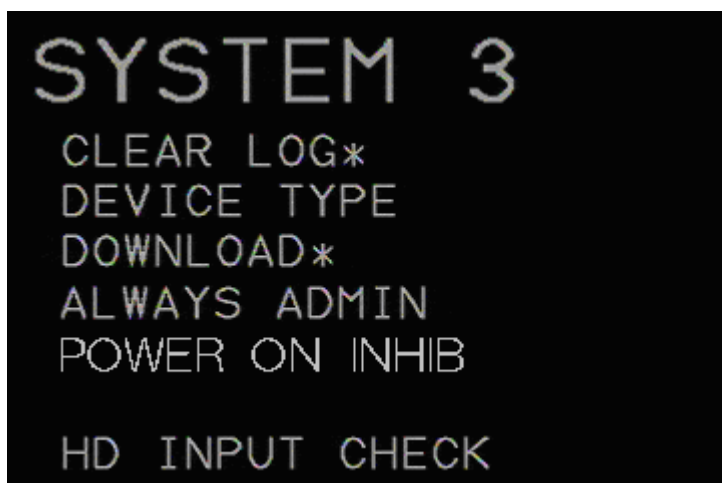 SYSTEM 3
CLEAR LOG*
DEVICE TYPE
DOWNLOAD*
ALWAYS ADMIN
POWER ON INHIB
HD INPUT CHECK